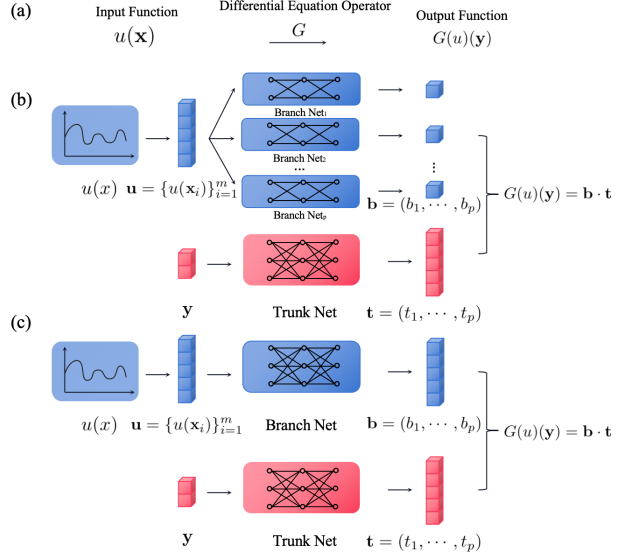 (a)
Input Function
Differential Equation Operator
Output Function
u(𝐱)
G
G(u)(𝐲)
(b)
Branch Net₁
Branch Net₂
...
Branch Netₚ
⋮
u(x) 𝐮 = {u(𝐱ᵢ)}ᵢ₌₁ᵐ
𝐛 = (b₁, ⋯ , bₚ)
G(u)(𝐲) = 𝐛 · 𝐭
𝐲
Trunk Net
𝐭 = (t₁, ⋯ , tₚ)
(c)
u(x) 𝐮 = {u(𝐱ᵢ)}ᵢ₌₁ᵐ
Branch Net
𝐛 = (b₁, ⋯ , bₚ)
G(u)(𝐲) = 𝐛 · 𝐭
𝐲
Trunk Net
𝐭 = (t₁, ⋯ , tₚ)